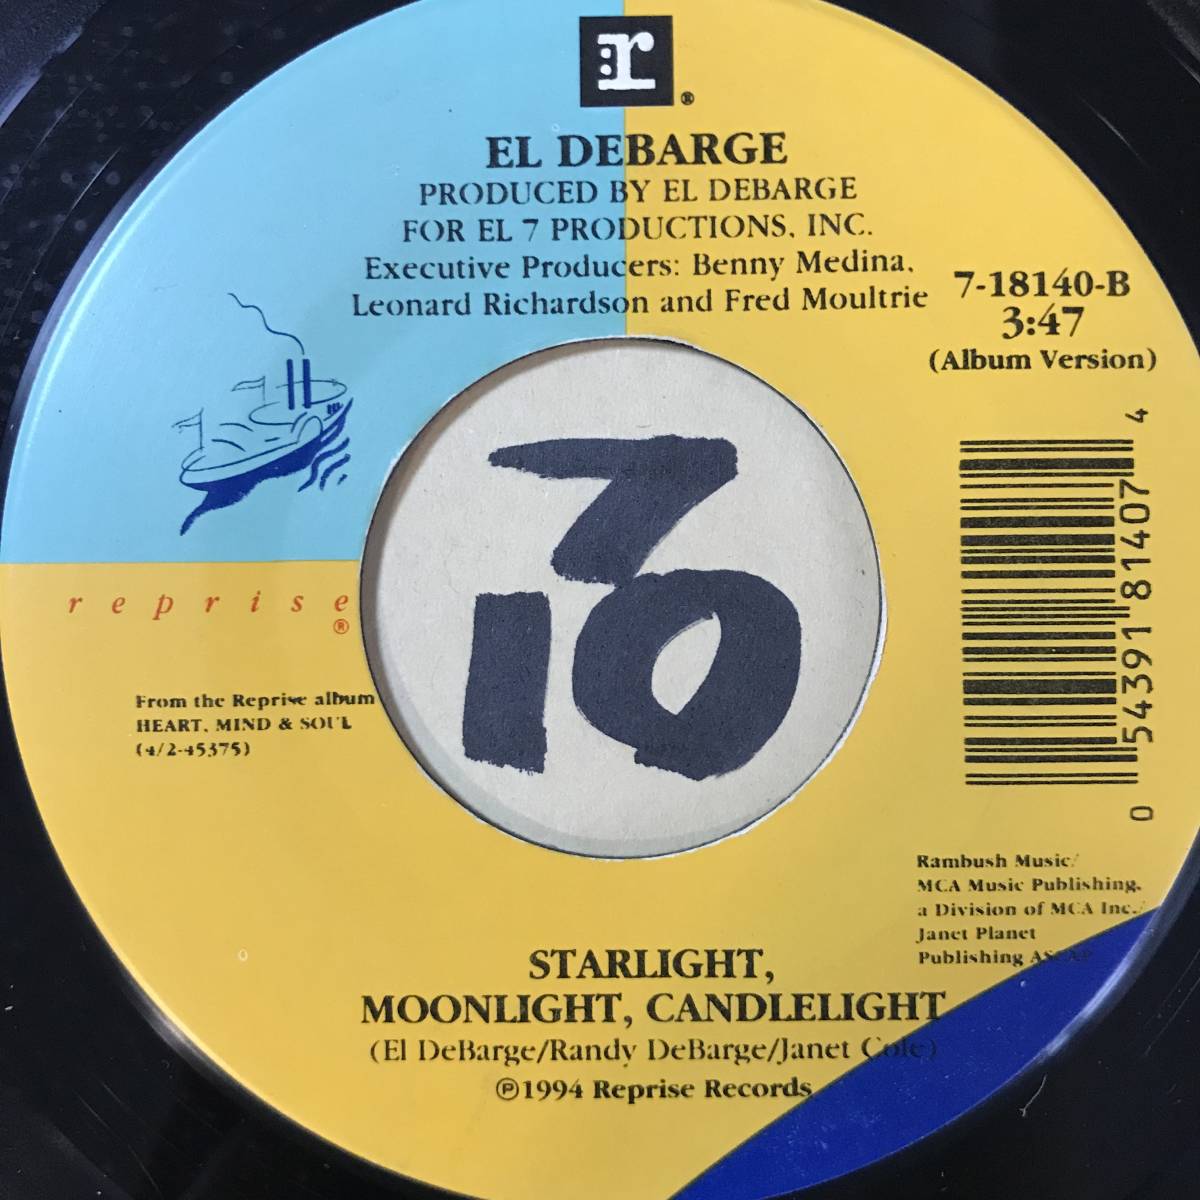 r
®
EL DEBARGE
PRODUCED BY EL DEBARGE
FOR EL 7 PRODUCTIONS, INC.
Executive Producers: Benny Medina,
Leonard Richardson and Fred Moultrie
7-18140-B
3:47
(Album Version)
reprise
®
From the Reprise album
HEART, MIND & SOUL
(4/2-45375)
7
10
0 54391 81407 4
Rambush Music/
MCA Music Publishing,
a Division of MCA Inc./
Janet Planet
Publishing ASCAP
STARLIGHT,
MOONLIGHT, CANDLELIGHT
(El DeBarge/Randy DeBarge/Janet Cole)
℗1994 Reprise Records